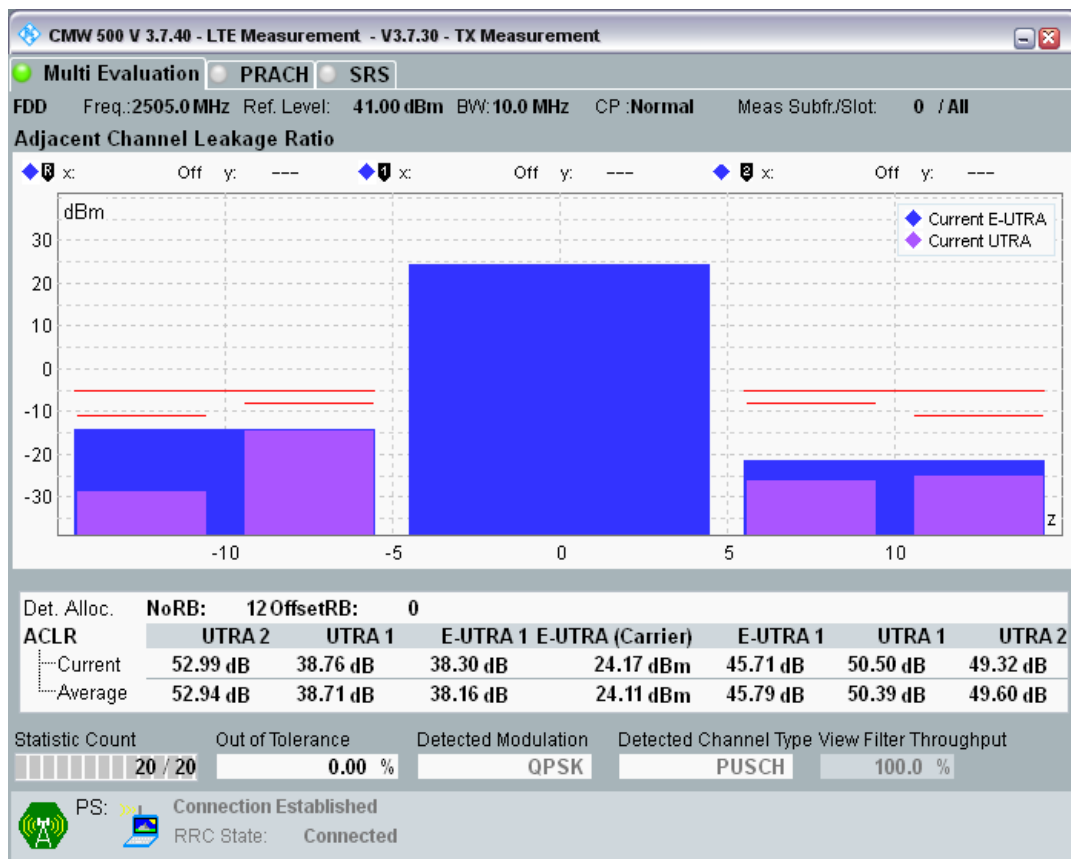 CMW 500 V 3.7.40 - LTE Measurement - V3.7.30 - TX Measurement
Multi Evaluation PRACH SRS
FDD Freq.:2505.0 MHz Ref. Level: 41.00 dBm BW: 10.0 MHz CP :Normal Meas Subfr./Slot: 0 / All
Adjacent Channel Leakage Ratio
R x: Off y: --- 1 x: Off y: --- 2 x: Off y: ---
dBm
Current E-UTRA
Current UTRA
30
20
10
0
-10
-20
-30
z
-10 -5 0 5 10
Det. Alloc. NoRB: 12 OffsetRB: 0
ACLR UTRA 2 UTRA 1 E-UTRA 1 E-UTRA (Carrier) E-UTRA 1 UTRA 1 UTRA 2
Current 52.99 dB 38.76 dB 38.30 dB 24.17 dBm 45.71 dB 50.50 dB 49.32 dB
Average 52.94 dB 38.71 dB 38.16 dB 24.11 dBm 45.79 dB 50.39 dB 49.60 dB
Statistic Count Out of Tolerance Detected Modulation Detected Channel Type View Filter Throughput
20 / 20 0.00 % QPSK PUSCH 100.0 %
PS: Connection Established
RRC State: Connected